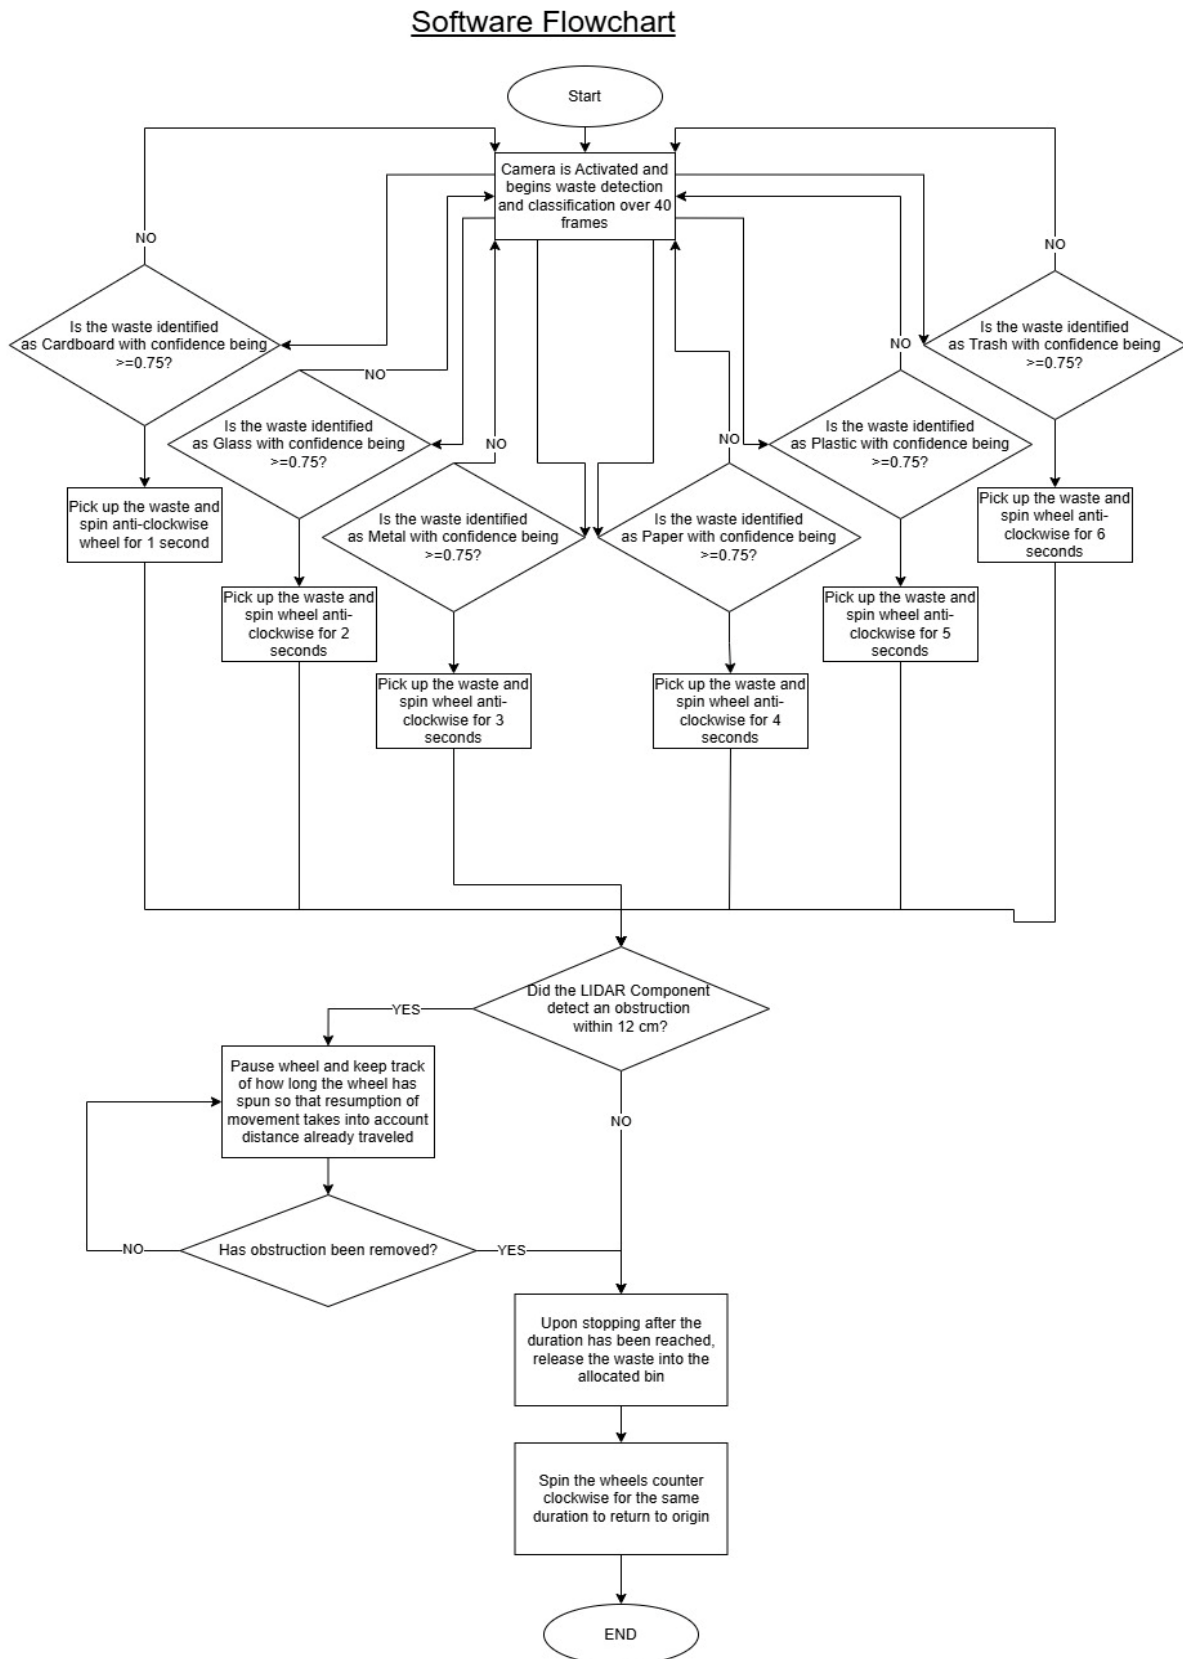 Software Flowchart
Start
Camera is Activated and
begins waste detection
and classification over 40
frames
NO
NO
Is the waste identified
as Cardboard with confidence being
>=0.75?
Is the waste identified
as Trash with confidence being
>=0.75?
NO
NO
Is the waste identified
as Glass with confidence being
>=0.75?
Is the waste identified
as Plastic with confidence being
>=0.75?
NO
NO
Is the waste identified
as Metal with confidence being
>=0.75?
Is the waste identified
as Paper with confidence being
>=0.75?
Pick up the waste and
spin anti-clockwise
wheel for 1 second
Pick up the waste and
spin wheel anti-
clockwise for 6
seconds
Pick up the waste and
spin wheel anti-
clockwise for 2
seconds
Pick up the waste and
spin wheel anti-
clockwise for 5
seconds
Pick up the waste and
spin wheel anti-
clockwise for 3
seconds
Pick up the waste and
spin wheel anti-
clockwise for 4
seconds
Did the LIDAR Component
detect an obstruction
within 12 cm?
YES
Pause wheel and keep track
of how long the wheel has
spun so that resumption of
movement takes into account
distance already traveled
NO
Has obstruction been removed?
NO
YES
Upon stopping after the
duration has been reached,
release the waste into the
allocated bin
Spin the wheels counter
clockwise for the same
duration to return to origin
END